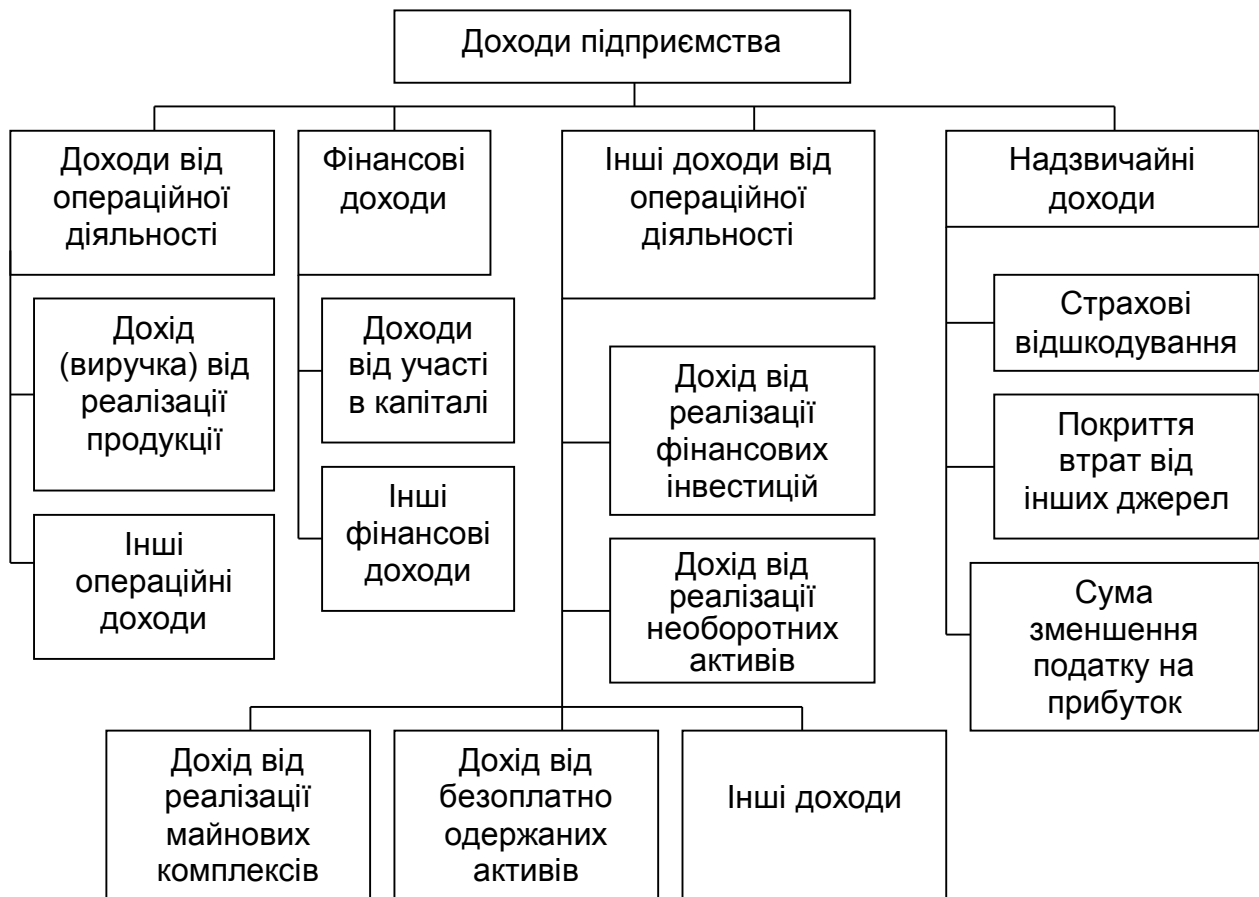 Доходи підприємства
Доходи від
операційної
діяльності
Фінансові
доходи
Інші доходи від
операційної
діяльності
Надзвичайні
доходи
Дохід
(виручка) від
реалізації
продукції
Інші
операційні
доходи
Доходи
від участі
в капіталі
Інші
фінансові
доходи
Дохід від
реалізації
фінансових
інвестицій
Дохід від
реалізації
необоротних
активів
Страхові
відшкодування
Покриття
втрат від
інших джерел
Сума
зменшення
податку на
прибуток
Дохід від
реалізації
майнових
комплексів
Дохід від
безоплатно
одержаних
активів
Інші доходи